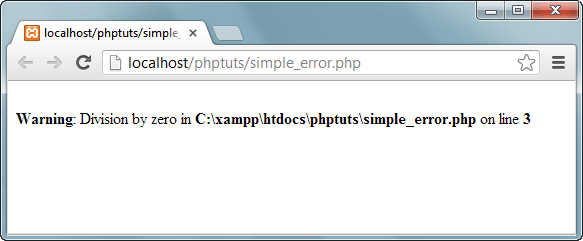 localhost/phptuts/simple_
localhost/phptuts/simple_error.php
Warning: Division by zero in C:\xampp\htdocs\phptuts\simple_error.php on line 3